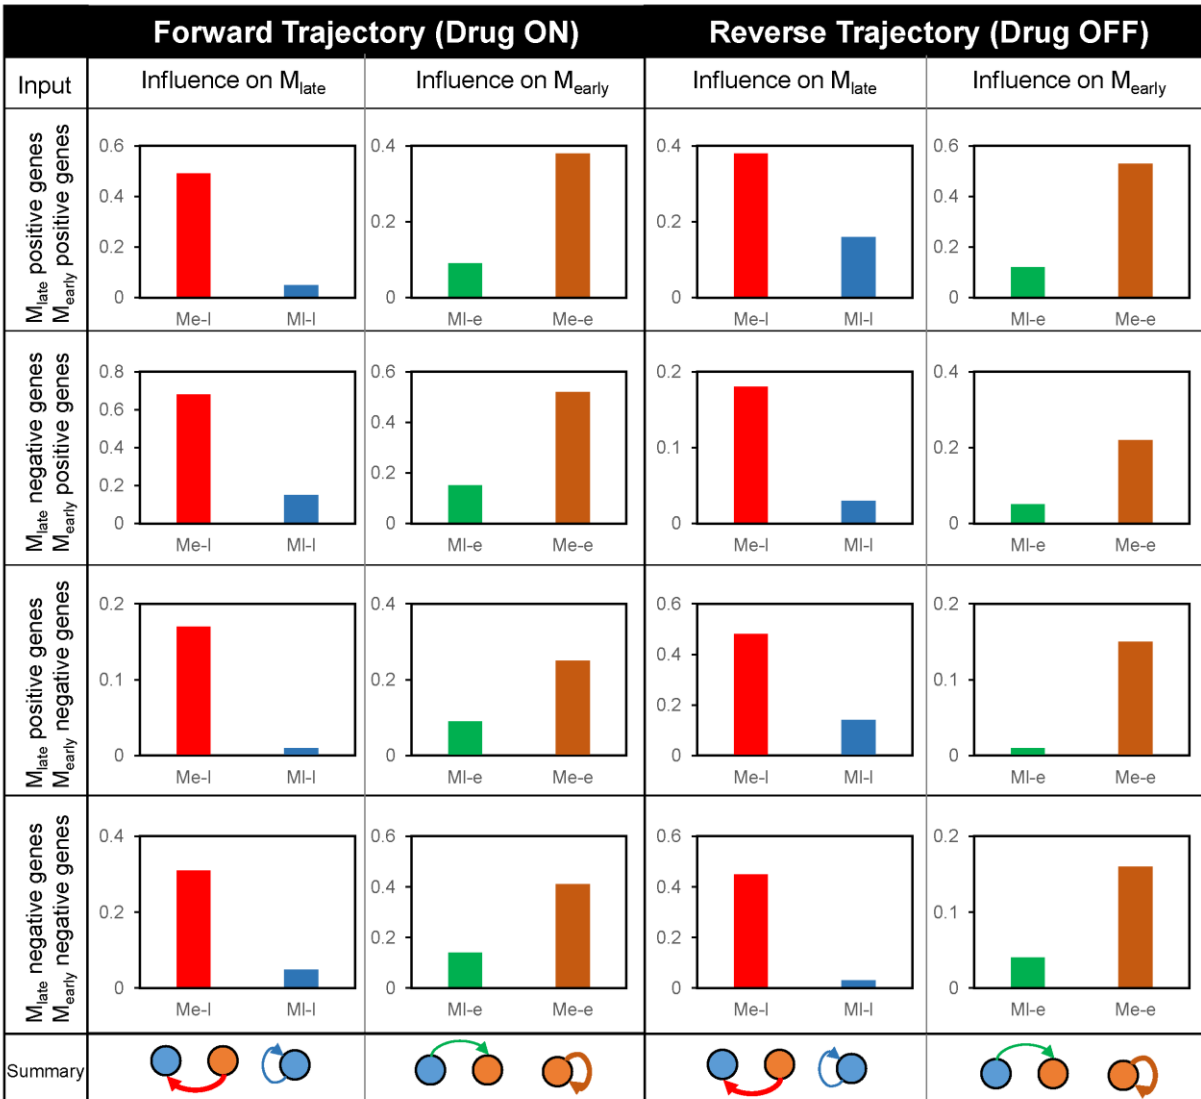 Forward Trajectory (Drug ON)
Reverse Trajectory (Drug OFF)
Input
Influence on Mlate
Influence on Mearly
Influence on Mlate
Influence on Mearly
Mlate positive genes
Mearly positive genes
0.6
0.4
0.2
0
Me-l
Ml-l
0.4
0.2
0
Ml-e
Me-e
0.4
0.2
0
Me-l
Ml-l
0.6
0.4
0.2
0
Ml-e
Me-e
Mlate negative genes
Mearly positive genes
0.8
0.6
0.4
0.2
0
Me-l
Ml-l
0.6
0.4
0.2
0
Ml-e
Me-e
0.2
0.1
0
Me-l
Ml-l
0.4
0.2
0
Ml-e
Me-e
Mlate positive genes
Mearly negative genes
0.2
0.1
0
Me-l
Ml-l
0.4
0.2
0
Ml-e
Me-e
0.6
0.4
0.2
0
Me-l
Ml-l
0.2
0.1
0
Ml-e
Me-e
Mlate negative genes
Mearly negative genes
0.4
0.2
0
Me-l
Ml-l
0.6
0.4
0.2
0
Ml-e
Me-e
0.6
0.4
0.2
0
Me-l
Ml-l
0.2
0.1
0
Ml-e
Me-e
Summary